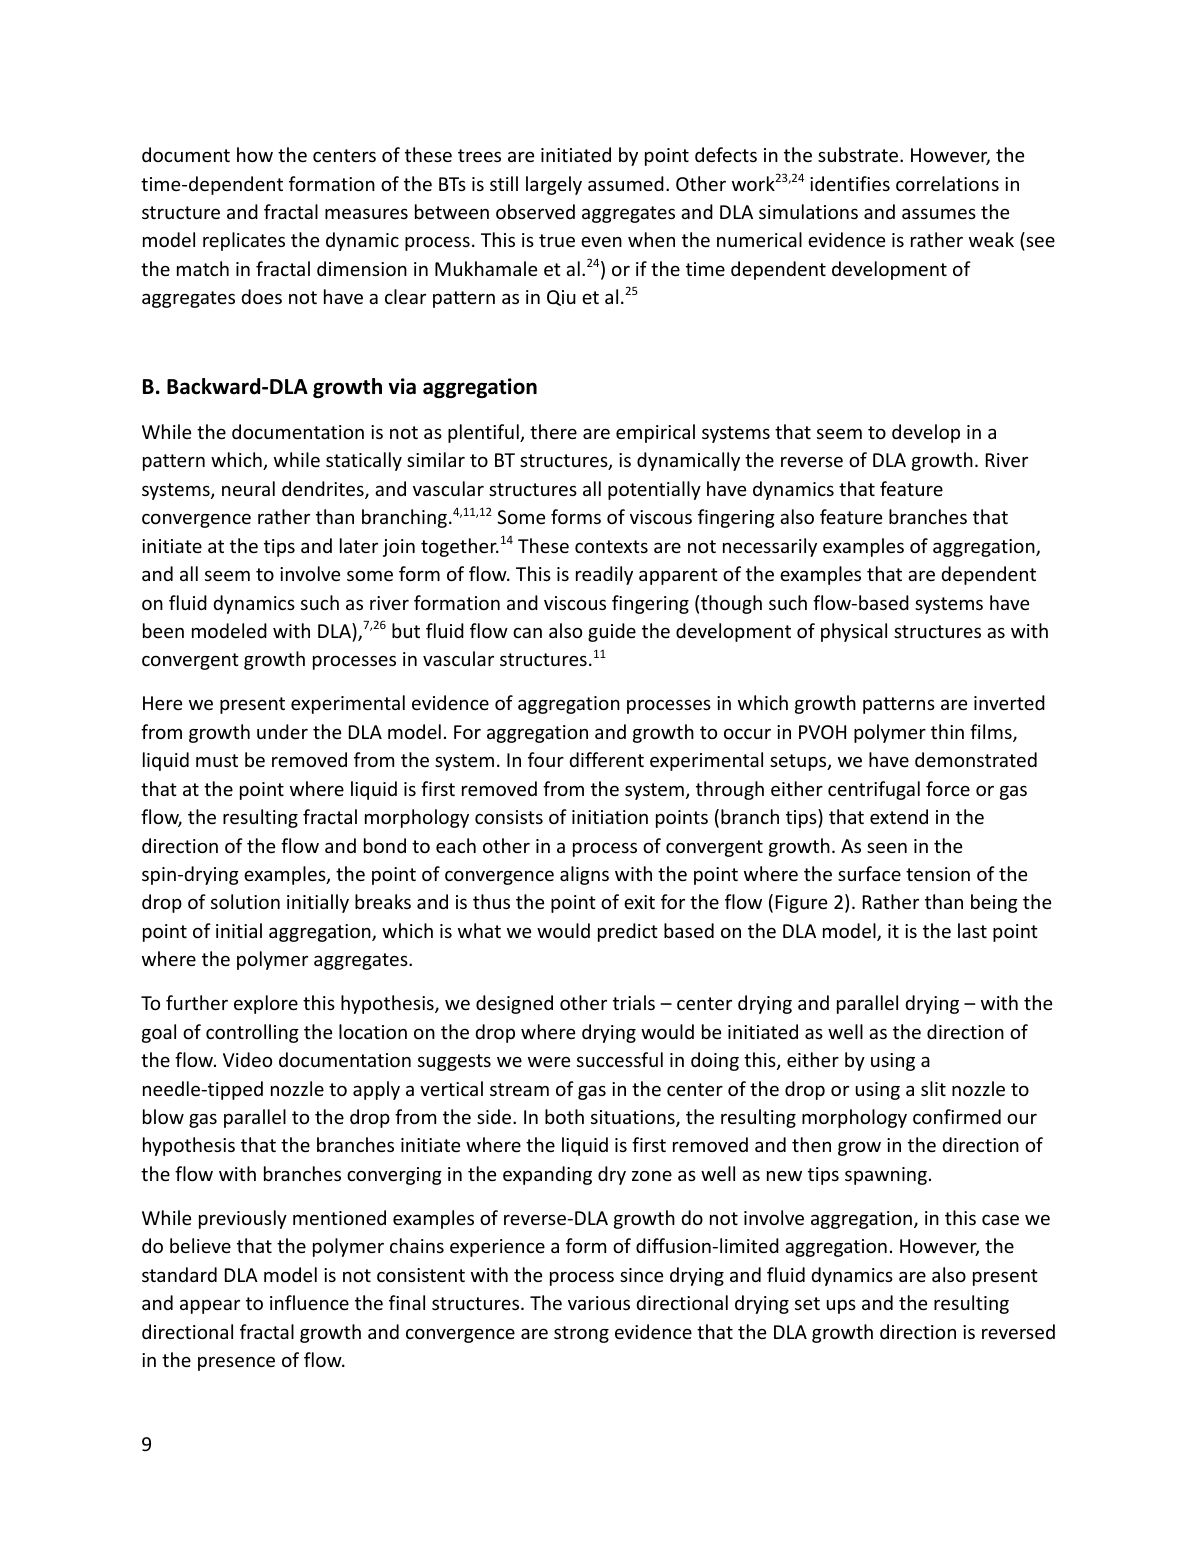 document how the centers of these trees are initiated by point defects in the substrate. However, the
time-dependent formation of the BTs is still largely assumed. Other work23,24 identifies correlations in
structure and fractal measures between observed aggregates and DLA simulations and assumes the
model replicates the dynamic process. This is true even when the numerical evidence is rather weak (see
the match in fractal dimension in Mukhamale et al.24) or if the time dependent development of
aggregates does not have a clear pattern as in Qiu et al.25
B. Backward-DLA growth via aggregation
While the documentation is not as plentiful, there are empirical systems that seem to develop in a
pattern which, while statically similar to BT structures, is dynamically the reverse of DLA growth. River
systems, neural dendrites, and vascular structures all potentially have dynamics that feature
convergence rather than branching.4,11,12 Some forms of viscous fingering also feature branches that
initiate at the tips and later join together.14 These contexts are not necessarily examples of aggregation,
and all seem to involve some form of flow. This is readily apparent of the examples that are dependent
on fluid dynamics such as river formation and viscous fingering (though such flow-based systems have
been modeled with DLA),7,26 but fluid flow can also guide the development of physical structures as with
convergent growth processes in vascular structures.11
Here we present experimental evidence of aggregation processes in which growth patterns are inverted
from growth under the DLA model. For aggregation and growth to occur in PVOH polymer thin films,
liquid must be removed from the system. In four different experimental setups, we have demonstrated
that at the point where liquid is first removed from the system, through either centrifugal force or gas
flow, the resulting fractal morphology consists of initiation points (branch tips) that extend in the
direction of the flow and bond to each other in a process of convergent growth. As seen in the
spin-drying examples, the point of convergence aligns with the point where the surface tension of the
drop of solution initially breaks and is thus the point of exit for the flow (Figure 2). Rather than being the
point of initial aggregation, which is what we would predict based on the DLA model, it is the last point
where the polymer aggregates.
To further explore this hypothesis, we designed other trials – center drying and parallel drying – with the
goal of controlling the location on the drop where drying would be initiated as well as the direction of
the flow. Video documentation suggests we were successful in doing this, either by using a
needle-tipped nozzle to apply a vertical stream of gas in the center of the drop or using a slit nozzle to
blow gas parallel to the drop from the side. In both situations, the resulting morphology confirmed our
hypothesis that the branches initiate where the liquid is first removed and then grow in the direction of
the flow with branches converging in the expanding dry zone as well as new tips spawning.
While previously mentioned examples of reverse-DLA growth do not involve aggregation, in this case we
do believe that the polymer chains experience a form of diffusion-limited aggregation. However, the
standard DLA model is not consistent with the process since drying and fluid dynamics are also present
and appear to influence the final structures. The various directional drying set ups and the resulting
directional fractal growth and convergence are strong evidence that the DLA growth direction is reversed
in the presence of flow.
9